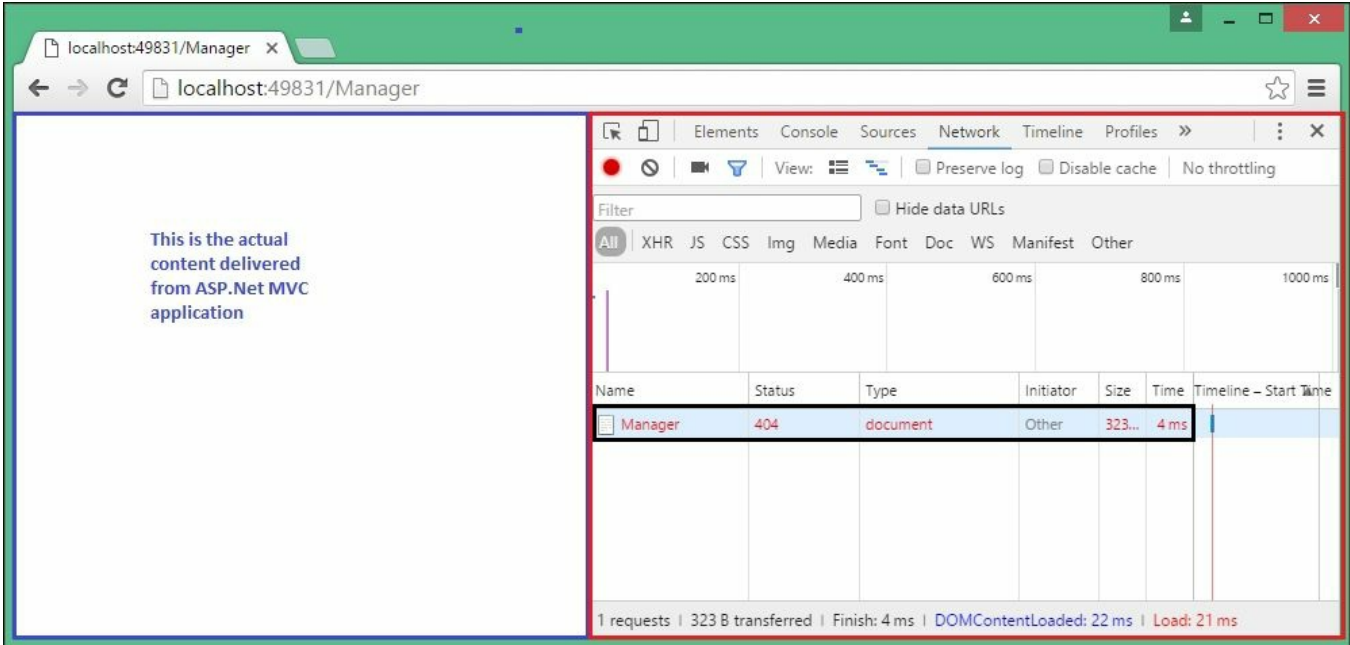 localhost:49831/Manager
localhost:49831/Manager
This is the actual
content delivered
from ASP.Net MVC
application
Elements Console Sources Network Timeline Profiles »
View: Preserve log Disable cache No throttling
Filter Hide data URLs
All XHR JS CSS Img Media Font Doc WS Manifest Other
200 ms 400 ms 600 ms 800 ms 1000 ms
Name Status Type Initiator Size Time Timeline – Start Time
Manager 404 document Other 323... 4 ms
1 requests | 323 B transferred | Finish: 4 ms | DOMContentLoaded: 22 ms | Load: 21 ms